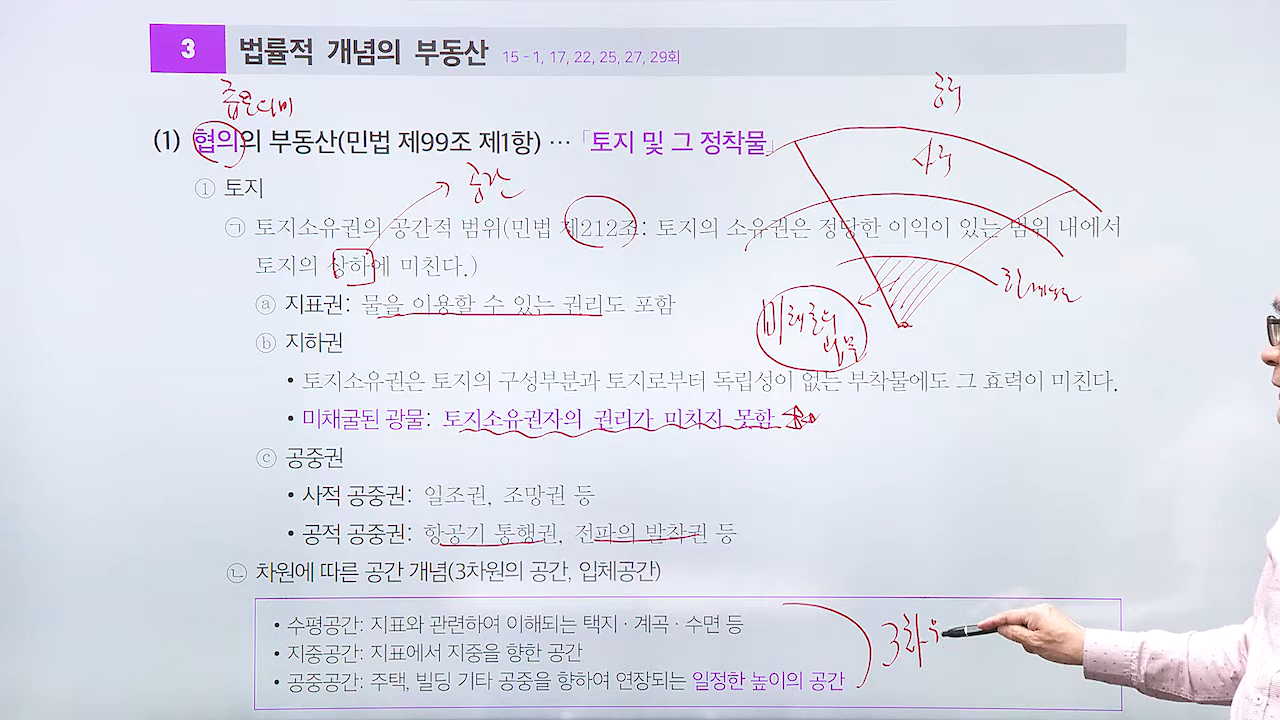 3 법률적 개념의 부동산 15-1, 17, 22, 25, 27, 29회
(1) 협의의 부동산(민법 제99조 제1항) … 「토지 및 그 정착물」
① 토지
㉠ 토지소유권의 공간적 범위(민법 제212조: 토지의 소유권은 정당한 이익이 있는 범위 내에서
토지의 상하에 미친다.)
공간
ⓐ 지표권: 물을 이용할 수 있는 권리도 포함
ⓑ 지하권
• 토지소유권은 토지의 구성부분과 토지로부터 독립성이 없는 부착물에도 그 효력이 미친다.
• 미채굴된 광물: 토지소유권자의 권리가 미치지 못함
ⓒ 공중권
• 사적 공중권: 일조권, 조망권 등
• 공적 공중권: 항공기 통행권, 전파의 발착권 등
㉡ 차원에 따른 공간 개념(3차원의 공간, 입체공간)
• 수평공간: 지표와 관련하여 이해되는 택지·계곡·수면 등
• 지중공간: 지표에서 지중을 향한 공간
• 공중공간: 주택, 빌딩 기타 공중을 향하여 연장되는 일정한 높이의 공간
3차원